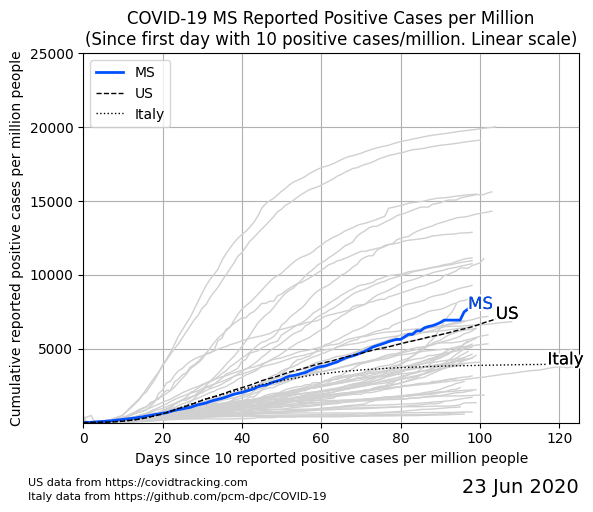 COVID-19 MS Reported Positive Cases per Million
(Since first day with 10 positive cases/million. Linear scale)
Cumulative reported positive cases per million people
25000
20000
15000
10000
5000
MS
US
Italy
MS
US
Italy
0
20
40
60
80
100
120
Days since 10 reported positive cases per million people
US data from https://covidtracking.com
Italy data from https://github.com/pcm-dpc/COVID-19
23 Jun 2020